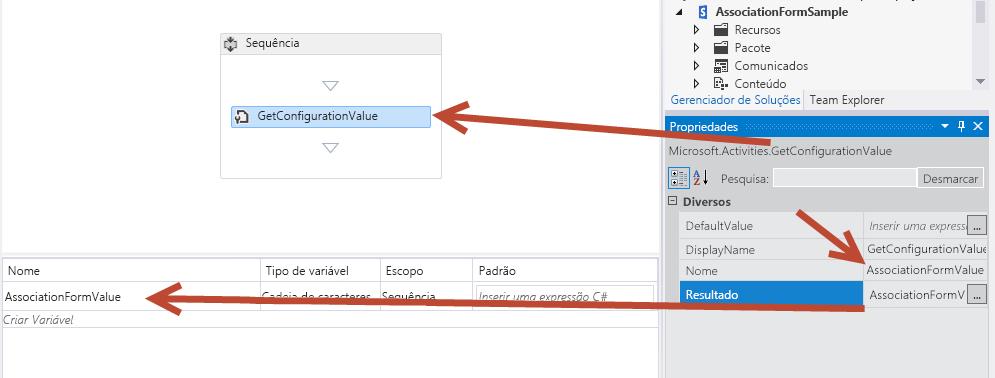 Sequência
GetConfigurationValue
Nome Tipo de variável Escopo Padrão
AssociationFormValue Cadeia de caracteres Sequência Inserir uma expressão C#
Criar Variável
AssociationFormSample
Recursos
Pacote
Comunicados
Conteúdo
Gerenciador de Soluções Team Explorer
Propriedades
Microsoft.Activities.GetConfigurationValue
Pesquisa: Desmarcar
Diversos
DefaultValue Inserir uma express ...
DisplayName GetConfigurationValue
Nome AssociationFormValue
Resultado AssociationFormV ...